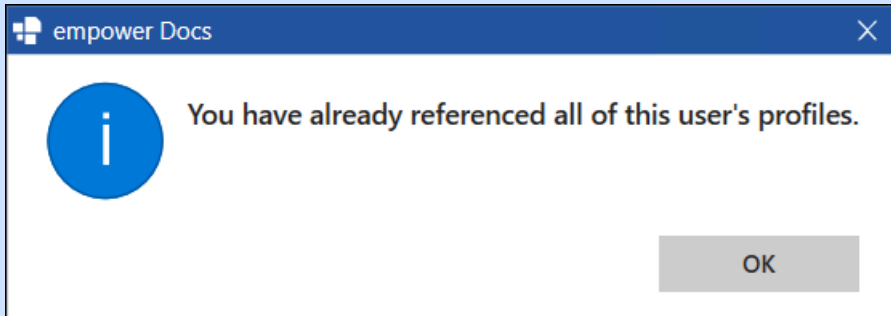 empower Docs
You have already referenced all of this user's profiles.
OK